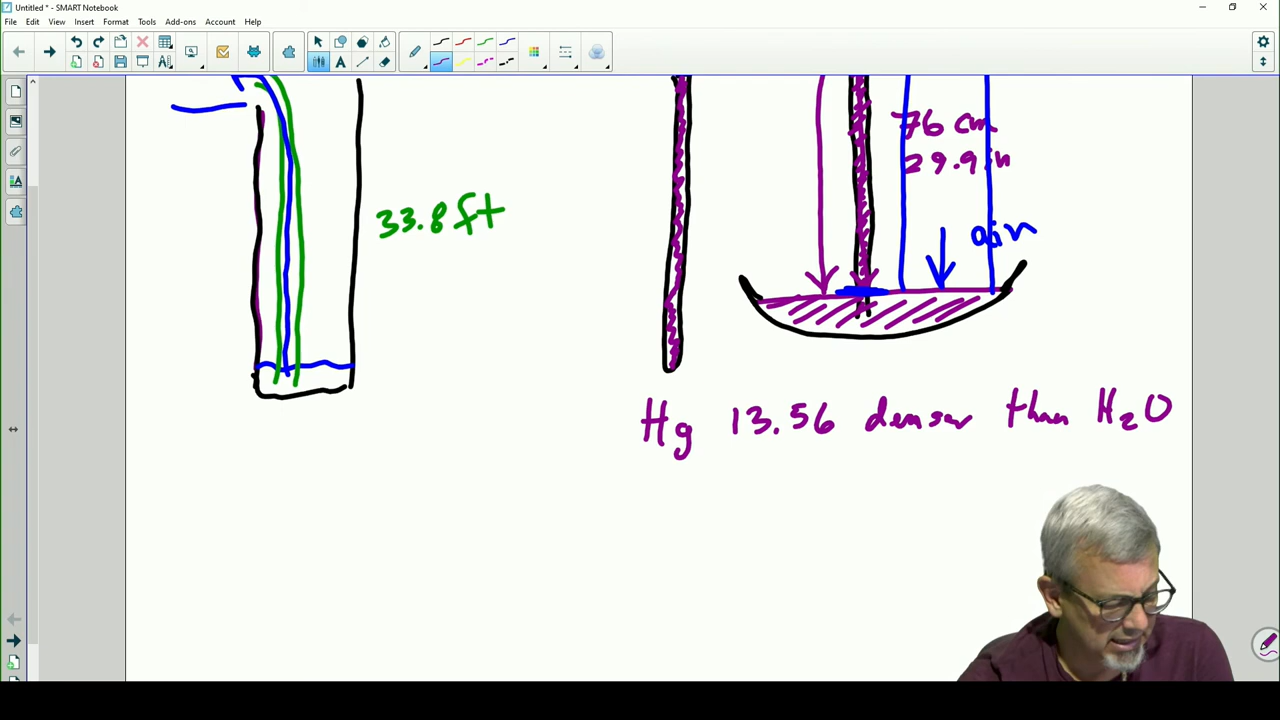 Untitled * - SMART Notebook
File Edit View Insert Format Tools Add-ons Account Help
33.8 ft
76 cm
29.9 in
air
Hg 13.56 denser than H₂O